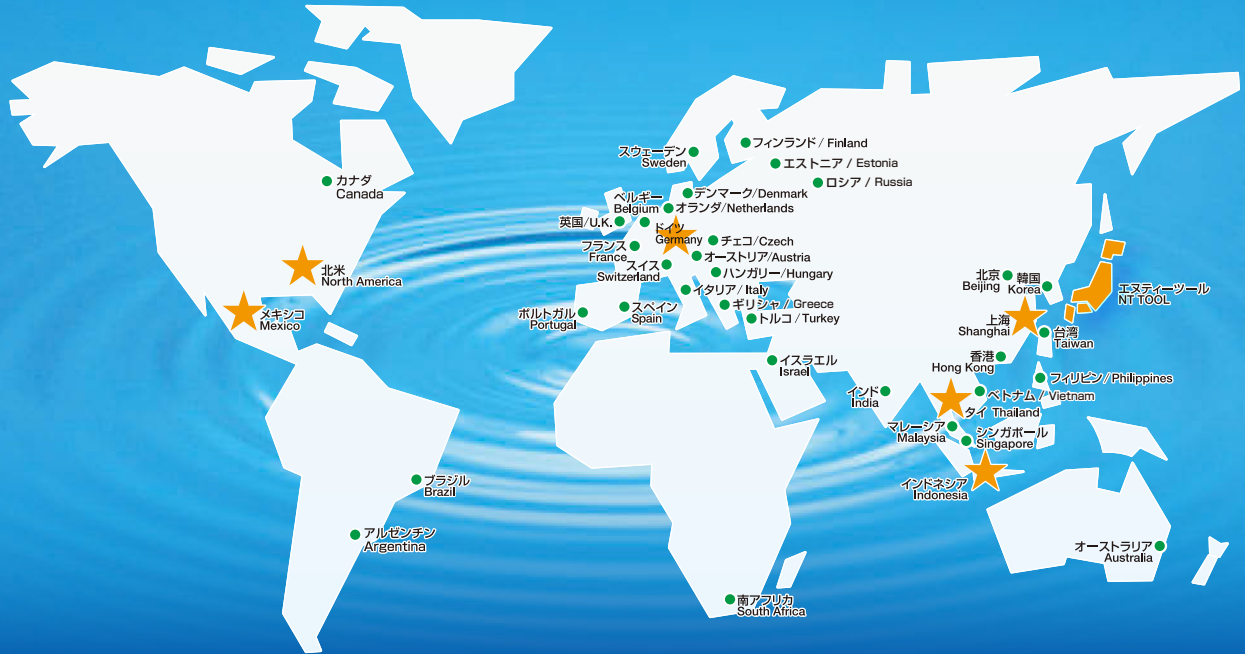 カナダ
Canada
北米
North America
メキシコ
Mexico
ブラジル
Brazil
アルゼンチン
Argentina
スウェーデン
Sweden
フィンランド / Finland
エストニア / Estonia
ロシア / Russia
デンマーク/Denmark
ベルギー
Belgium
オランダ/Netherlands
英国/U.K.
ドイツ
Germany
フランス
France
チェコ/Czech
オーストリア/Austria
スイス
Switzerland
ハンガリー/Hungary
イタリア/ Italy
ギリシャ / Greece
スペイン
Spain
ポルトガル
Portugal
トルコ / Turkey
イスラエル
Israel
インド
India
南アフリカ
South Africa
北京
Beijing
韓国
Korea
エヌティーツール
NT TOOL
上海
Shanghai
台湾
Taiwan
香港
Hong Kong
フィリピン/ Philippines
ベトナム / Vietnam
タイ Thailand
マレーシア
Malaysia
シンガポール
Singapore
インドネシア
Indonesia
オーストラリア
Australia